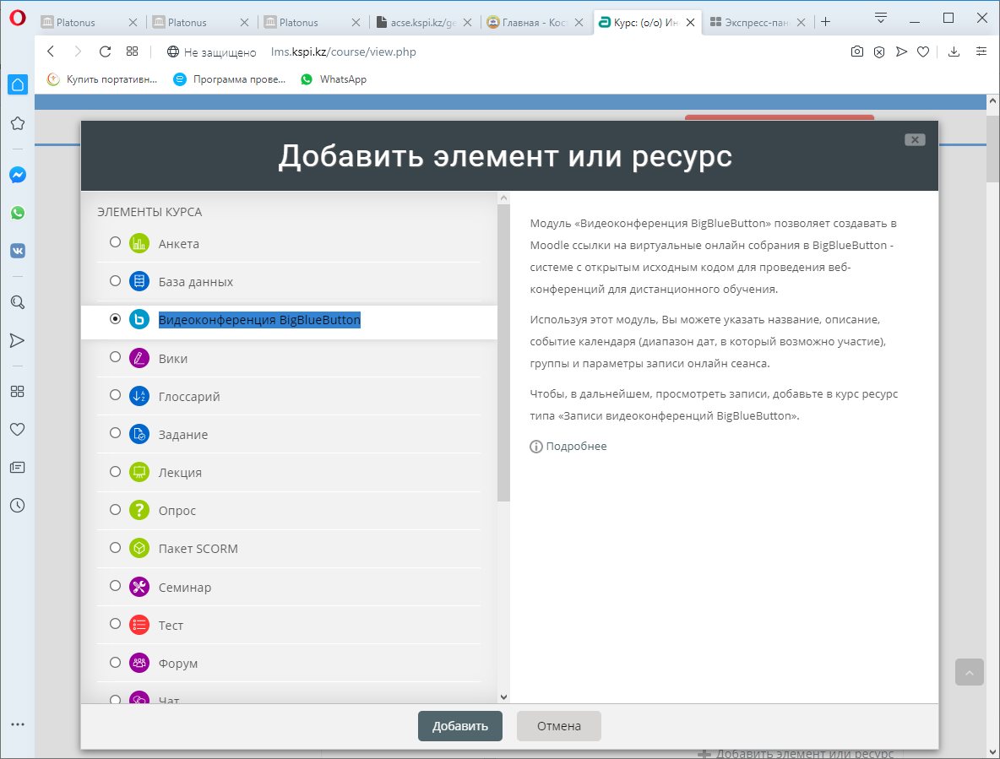 Platonus
Platonus
Platonus
acse.kspi.kz/ge
Главная - Кос
Курс: (о/о) Ин
Экспресс-пан
Не защищено
lms.kspi.kz/course/view.php
Купить портативн...
Программа прове...
WhatsApp
Добавить элемент или ресурс
ЭЛЕМЕНТЫ КУРСА
Анкета
База данных
Видеоконференция BigBlueButton
Вики
Глоссарий
Задание
Лекция
Опрос
Пакет SCORM
Семинар
Тест
Форум
Чат
Модуль «Видеоконференция BigBlueButton» позволяет создавать в
Moodle ссылки на виртуальные онлайн собрания в BigBlueButton -
системе с открытым исходным кодом для проведения веб-
конференций для дистанционного обучения.
Используя этот модуль, Вы можете указать название, описание,
событие календаря (диапазон дат, в который возможно участие),
группы и параметры записи онлайн сеанса.
Чтобы, в дальнейшем, просмотреть записи, добавьте в курс ресурс
типа «Записи видеоконференций BigBlueButton».
Подробнее
Добавить
Отмена
Добавить элемент или ресурс